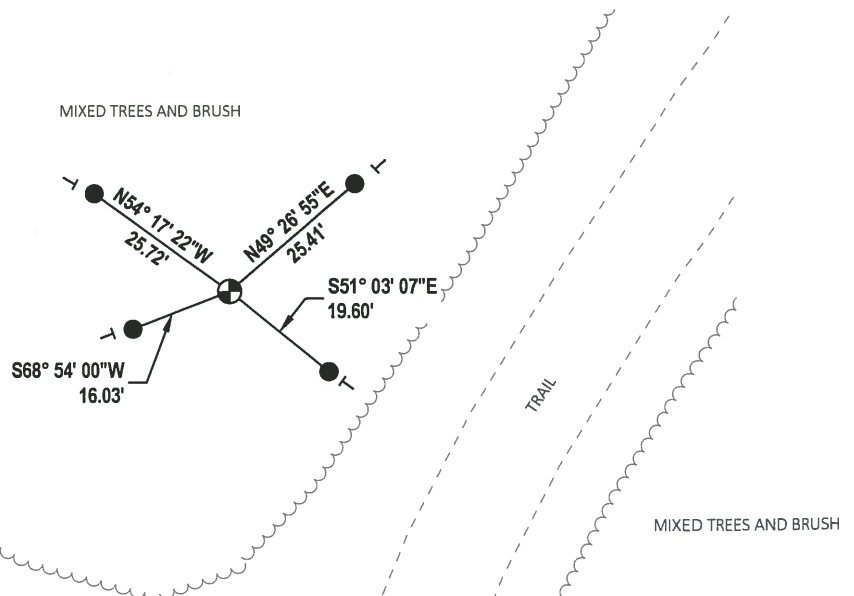 MIXED TREES AND BRUSH
N54° 17' 22"W
25.72'
N49° 26' 55"E
25.41'
S51° 03' 07"E
19.60'
S68° 54' 00"W
16.03'
TRAIL
MIXED TREES AND BRUSH